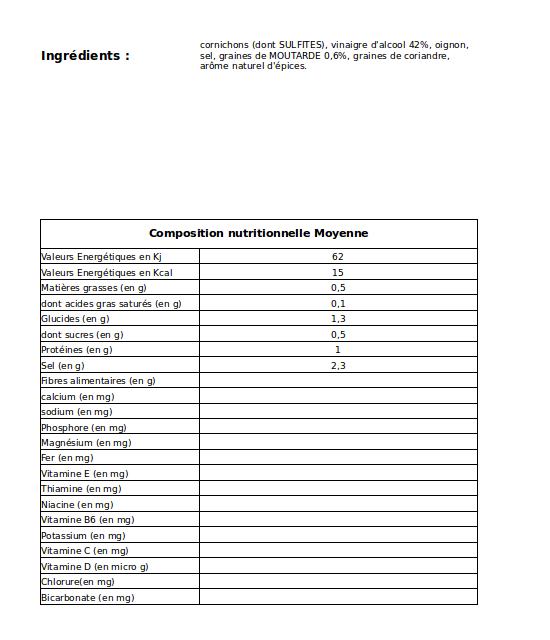 Ingrédients :
cornichons (dont SULFITES), vinaigre d'alcool 42%, oignon,
sel, graines de MOUTARDE 0,6%, graines de coriandre,
arôme naturel d'épices.
Composition nutritionnelle Moyenne
Valeurs Energétiques en Kj 62
Valeurs Energétiques en Kcal 15
Matières grasses (en g) 0,5
dont acides gras saturés (en g) 0,1
Glucides (en g) 1,3
dont sucres (en g) 0,5
Protéines (en g) 1
Sel (en g) 2,3
Fibres alimentaires (en g)
calcium (en mg)
sodium (en mg)
Phosphore (en mg)
Magnésium (en mg)
Fer (en mg)
Vitamine E (en mg)
Thiamine (en mg)
Niacine (en mg)
Vitamine B6 (en mg)
Potassium (en mg)
Vitamine C (en mg)
Vitamine D (en micro g)
Chlorure(en mg)
Bicarbonate (en mg)